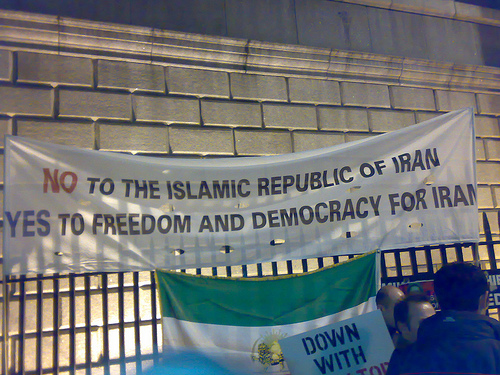 NO TO THE ISLAMIC REPUBLIC OF IRAN
YES TO FREEDOM AND DEMOCRACY FOR IRAN
DOWN
WITH